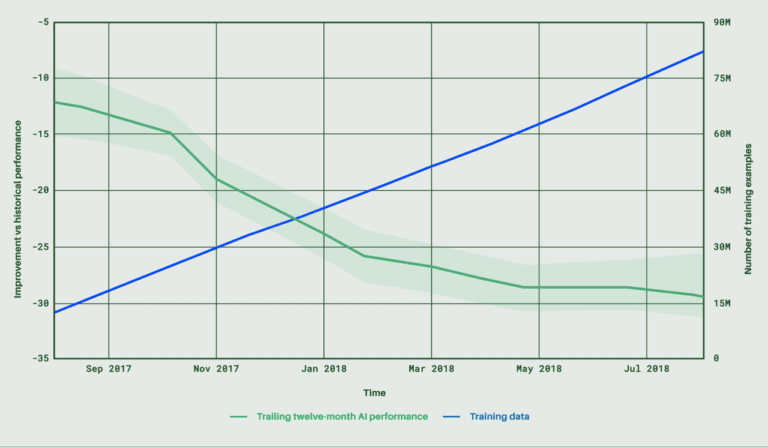 -5
-10
-15
-20
-25
-30
-35
Improvement vs historical performance
90M
75M
60M
45M
30M
15M
0
Number of training examples
Sep 2017 Nov 2017 Jan 2018 Mar 2018 May 2018 Jul 2018
Time
Trailing twelve-month AI performance Training data